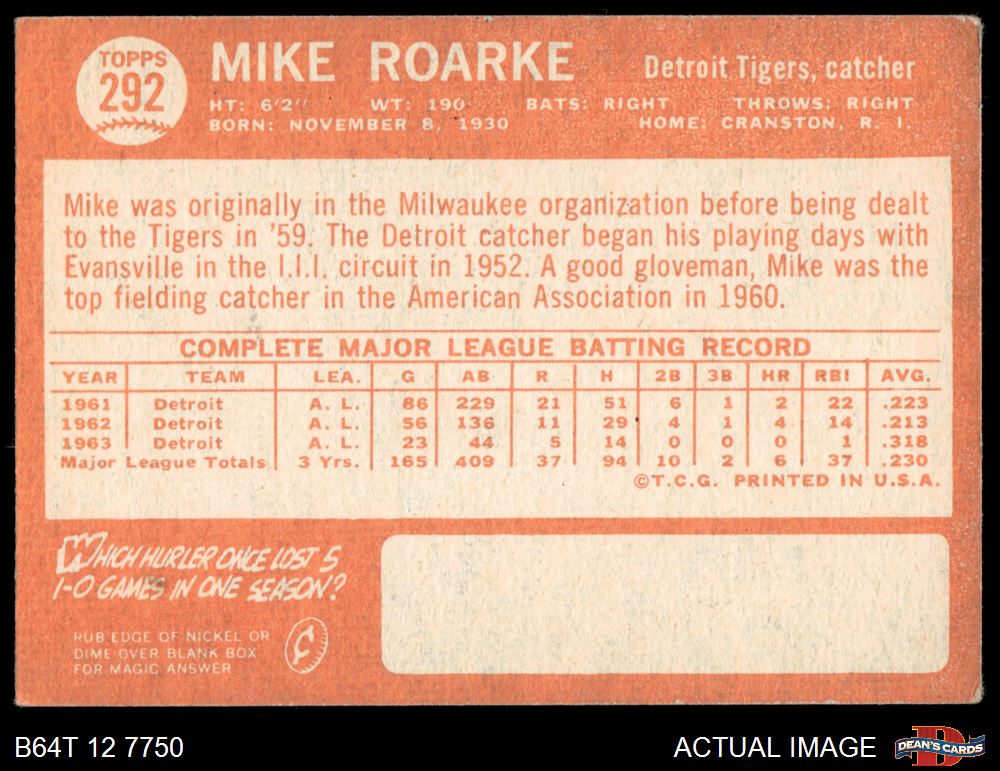 TOPPS
292
MIKE ROARKE
Detroit Tigers, catcher
HT: 6'2" WT: 190 BATS: RIGHT THROWS: RIGHT
BORN: NOVEMBER 8, 1930 HOME: CRANSTON, R. I.
Mike was originally in the Milwaukee organization before being dealt
to the Tigers in '59. The Detroit catcher began his playing days with
Evansville in the I.I.I. circuit in 1952. A good gloveman, Mike was the
top fielding catcher in the American Association in 1960.
COMPLETE MAJOR LEAGUE BATTING RECORD
YEAR TEAM LEA. G AB R H 2B 3B HR RBI AVG.
1961 Detroit A. L. 86 229 21 51 6 1 2 22 .223
1962 Detroit A. L. 56 136 11 29 4 1 4 14 .213
1963 Detroit A. L. 23 44 5 14 0 0 0 1 .318
Major League Totals 3 Yrs. 165 409 37 94 10 2 6 37 .230
©T.C.G. PRINTED IN U.S.A.
WHICH HURLER ONCE LOST 5
1-0 GAMES IN ONE SEASON?
RUB EDGE OF NICKEL OR
DIME OVER BLANK BOX
FOR MAGIC ANSWER
B64T 12 7750
ACTUAL IMAGE
DEAN'S CARDS